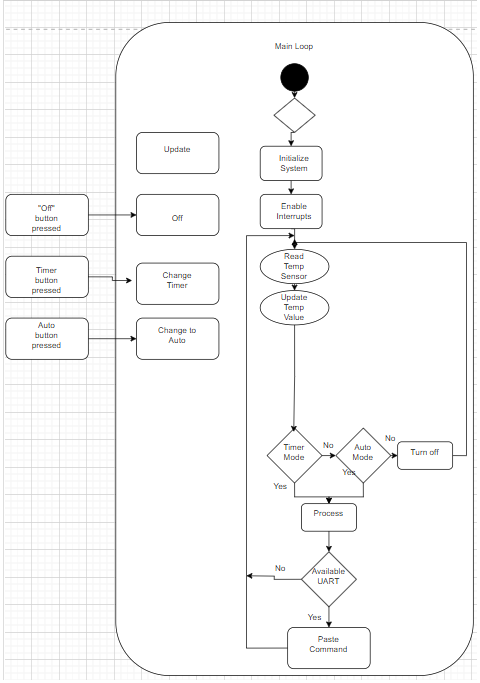 Main Loop
Update
Initialize
System
"Off"
button
pressed
Off
Enable
Interrupts
Read
Temp
Sensor
Timer
button
pressed
Change
Timer
Update
Temp
Value
Auto
button
pressed
Change to
Auto
Timer
Mode
No
Auto
Mode
No
Turn off
Yes
Yes
Process
Available
UART
No
Yes
Paste
Command